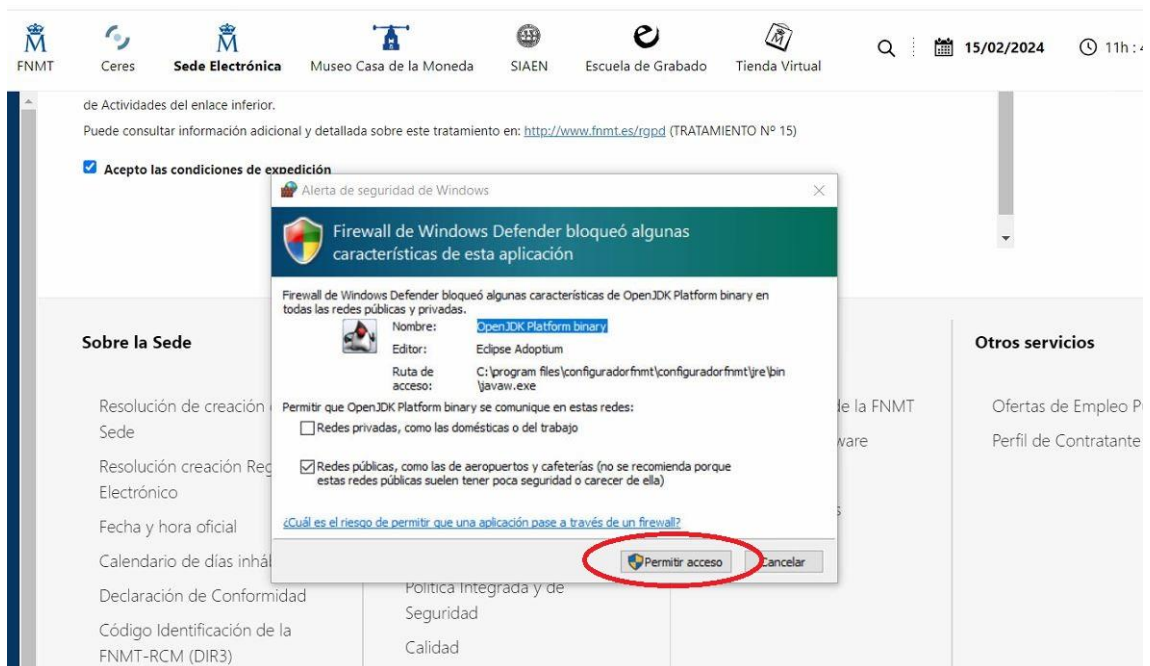 FNMT
Ceres
Sede Electrónica
Museo Casa de la Moneda
SIAEN
Escuela de Grabado
Tienda Virtual
15/02/2024
11h :
de Actividades del enlace inferior.
Puede consultar información adicional y detallada sobre este tratamiento en: http://www.fnmt.es/rgpd (TRATAMIENTO Nº 15)
Acepto las condiciones de expedición
Alerta de seguridad de Windows
Firewall de Windows Defender bloqueó algunas
características de esta aplicación
Firewall de Windows Defender bloqueó algunas características de OpenJDK Platform binary en
todas las redes públicas y privadas.
Nombre: OpenJDK Platform binary
Editor: Eclipse Adoptium
Ruta de C:\program files\configuradorfnmt\configuradorfnmt\jre\bin
acceso: \javaw.exe
Permitir que OpenJDK Platform binary se comunique en estas redes:
Redes privadas, como las domésticas o del trabajo
Redes públicas, como las de aeropuertos y cafeterías (no se recomienda porque
estas redes públicas suelen tener poca seguridad o carecer de ella)
¿Cuál es el riesgo de permitir que una aplicación pase a través de un firewall?
Permitir acceso
Cancelar
Sobre la Sede
Resolución de creación
Sede
Resolución creación Reg
Electrónico
Fecha y hora oficial
Calendario de días inhá
Declaración de Conformidad
Código Identificación de la
FNMT-RCM (DIR3)
Política Integrada y de
Seguridad
Calidad
de la FNMT
ware
Otros servicios
Ofertas de Empleo P
Perfil de Contratante